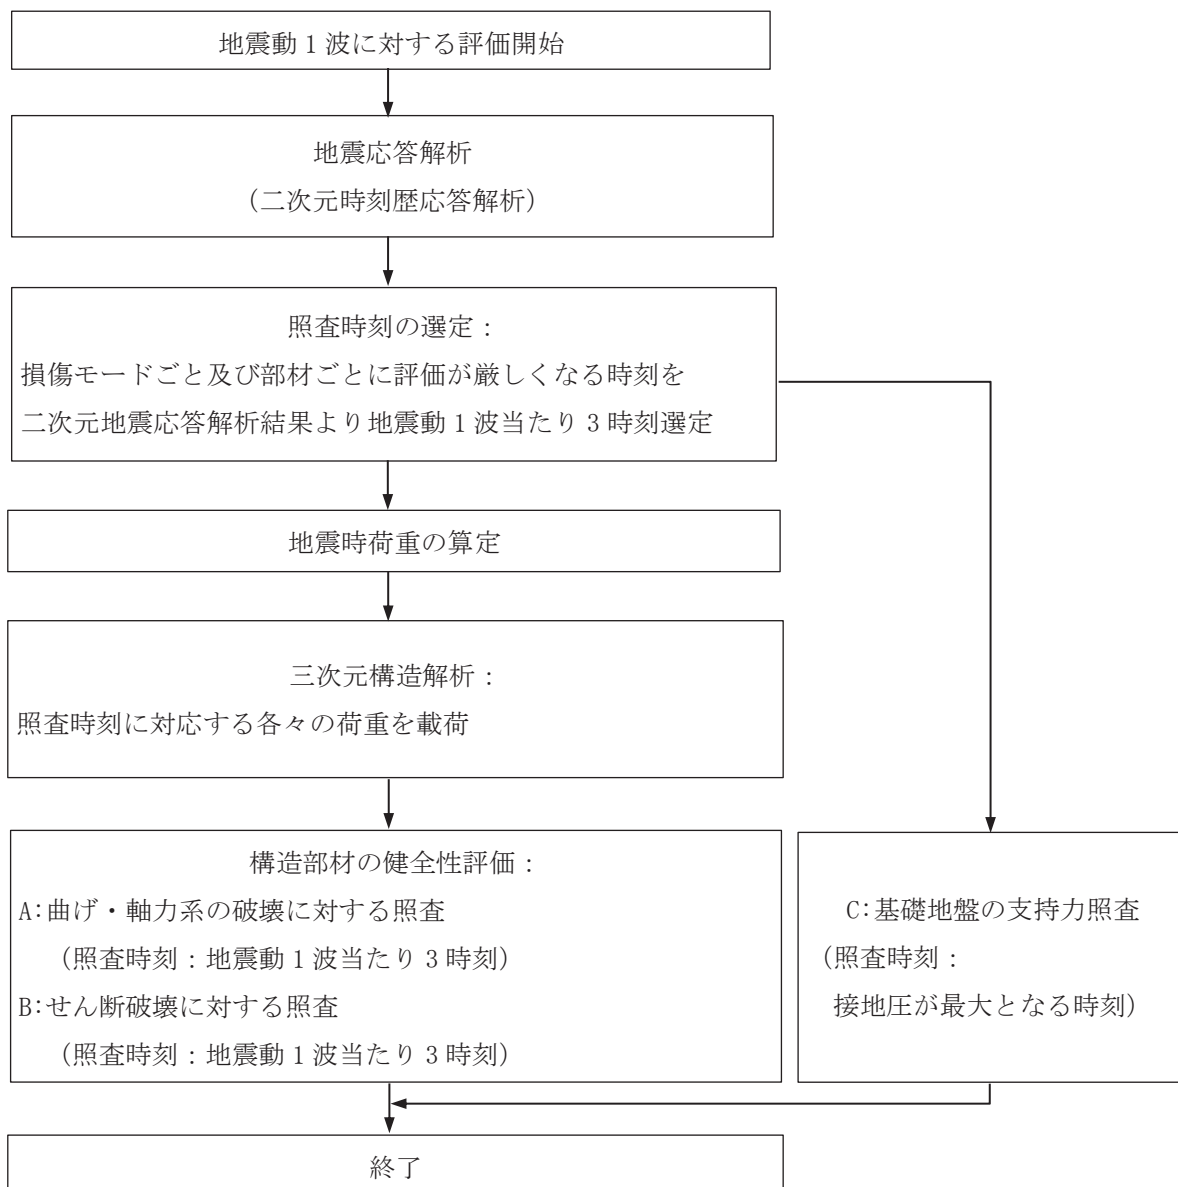 地震動1波に対する評価開始
地震応答解析
(二次元時刻歴応答解析)
照査時刻の選定：
損傷モードごと及び部材ごとに評価が厳しくなる時刻を
二次元地震応答解析結果より地震動1波当たり3時刻選定
地震時荷重の算定
三次元構造解析：
照査時刻に対応する各々の荷重を載荷
構造部材の健全性評価：
A:曲げ・軸力系の破壊に対する照査
(照査時刻：地震動1波当たり3時刻)
B:せん断破壊に対する照査
(照査時刻：地震動1波当たり3時刻)
C:基礎地盤の支持力照査
(照査時刻：
接地圧が最大となる時刻)
終了